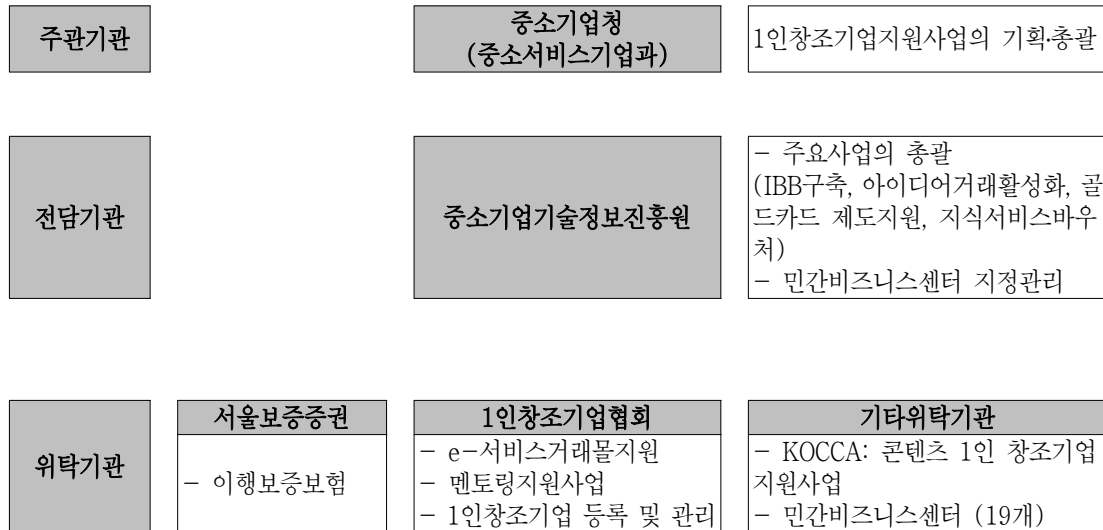 주관기관
중소기업청
(중소서비스기업과)
1인창조기업지원사업의 기획·총괄
전담기관
중소기업기술정보진흥원
- 주요사업의 총괄
(IBB구축, 아이디어거래활성화, 골
드카드 제도지원, 지식서비스바우
처)
- 민간비즈니스센터 지정관리
위탁기관
서울보증증권
- 이행보증보험
1인창조기업협회
- e-서비스거래몰지원
- 멘토링지원사업
- 1인창조기업 등록 및 관리
기타위탁기관
- KOCCA: 콘텐츠 1인 창조기업
지원사업
- 민간비즈니스센터 (19개)